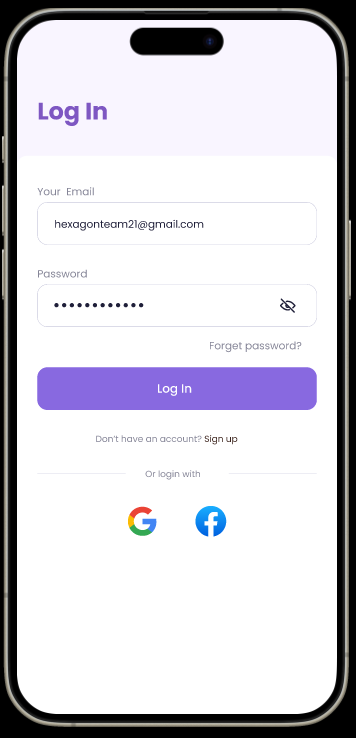 Log In
Your Email
hexagonteam21@gmail.com
Password
••••••••••••
Forget password?
Log In
Don't have an account? Sign up
Or login with